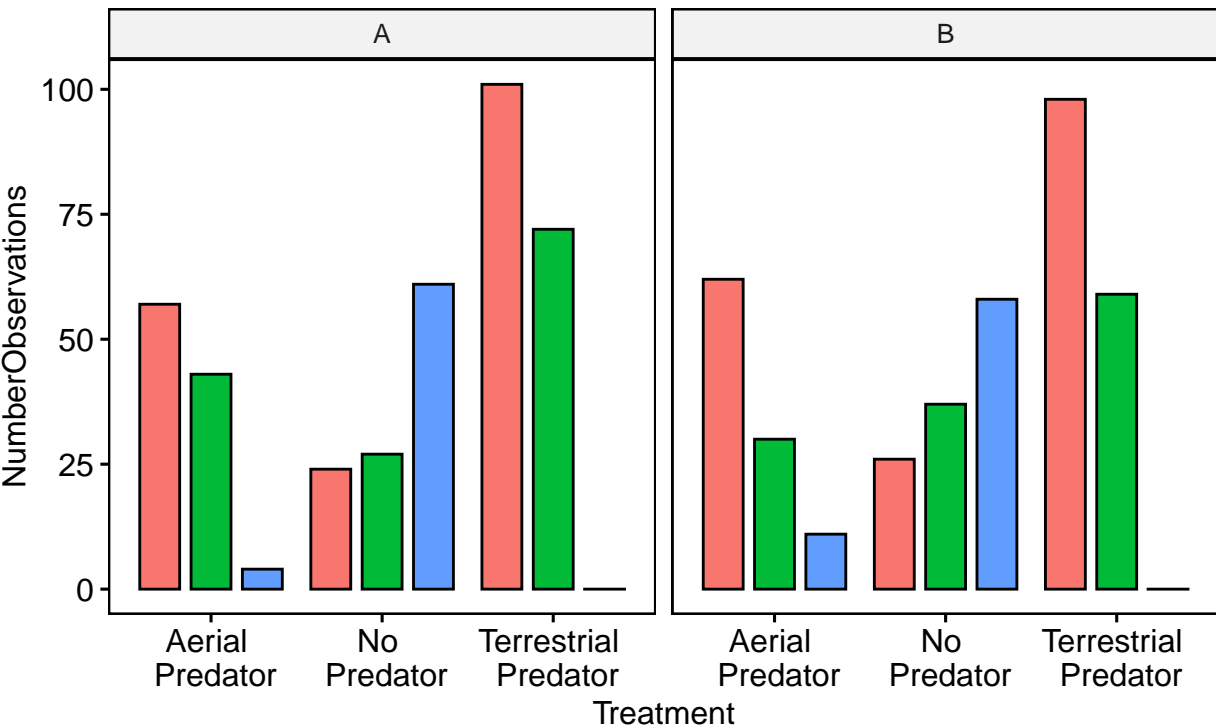 A
B
NumberObservations
100
75
50
25
0
Aerial
Predator
No
Predator
Terrestrial
Predator
Aerial
Predator
No
Predator
Terrestrial
Predator
Treatment